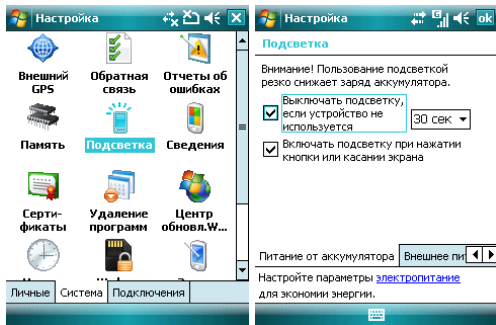 Настройка
Внешний GPS
Обратная связь
Отчеты об ошибках
Память
Подсветка
Сведения
Серти-фикаты
Удаление программ
Центр обновл.W...
Личные Система Подключения
Настройка ok
Подсветка
Внимание! Пользование подсветкой
резко снижает заряд аккумулятора.
Выключать подсветку,
если устройство не
используется
30 сек
Включать подсветку при нажатии
кнопки или касании экрана
Питание от аккумулятора Внешнее пит
Настройте параметры электропитание
для экономии энергии.